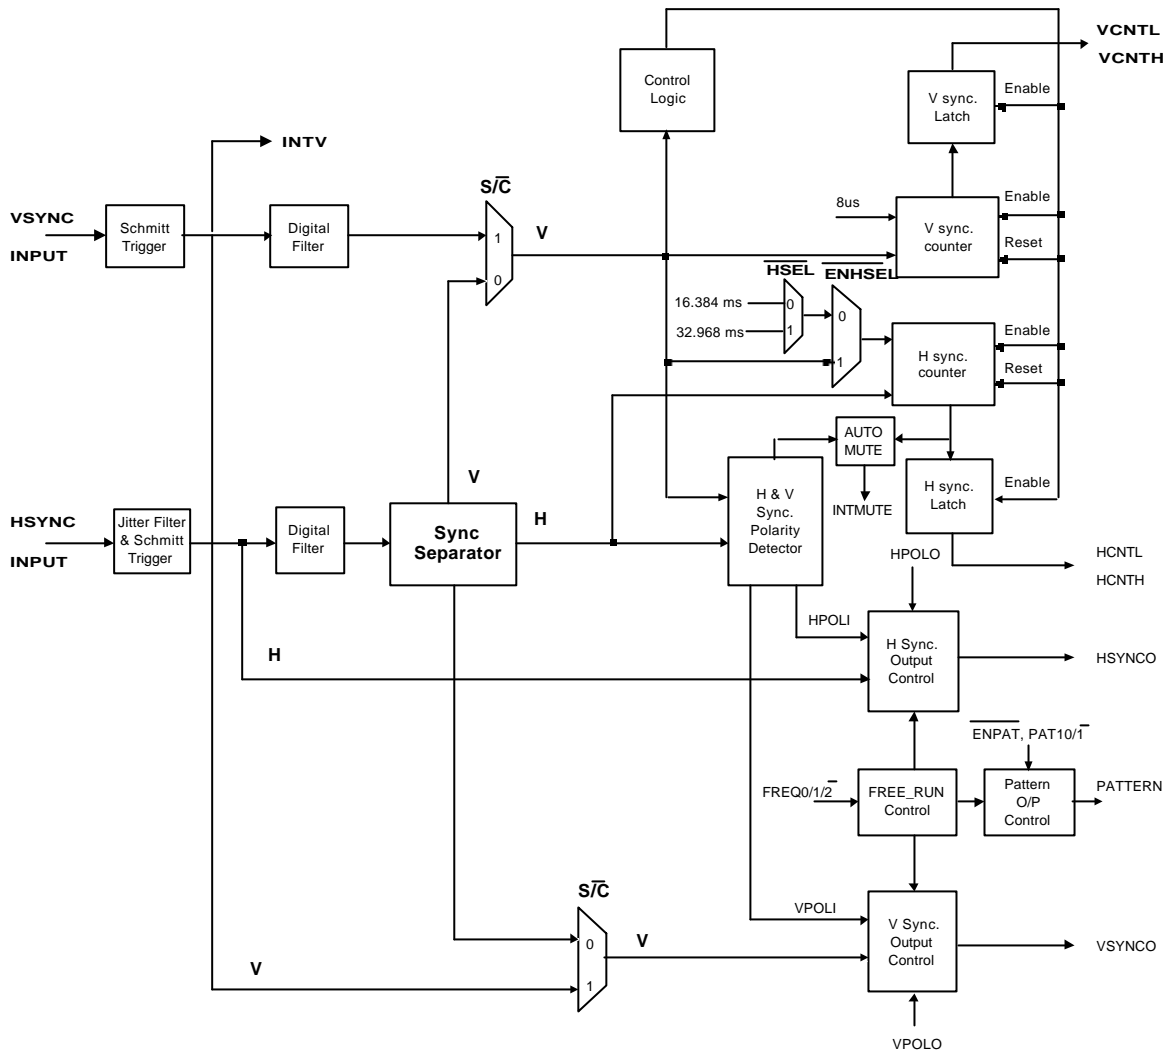 VCNTL
VCNTH
Control
Logic
V sync.
Latch
Enable
INTV
S/C̅
VSYNC
INPUT
Schmitt
Trigger
Digital
Filter
1
0
V
8us
V sync.
counter
Enable
Reset
H̅S̅E̅L̅
E̅N̅H̅S̅E̅L̅
16.384 ms
32.968 ms
0
1
0
1
H sync.
counter
Enable
Reset
AUTO
MUTE
INTMUTE
H sync.
Latch
Enable
V
HSYNC
INPUT
Jitter Filter
& Schmitt
Trigger
Digital
Filter
Sync
Separator
H
H & V
Sync.
Polarity
Detector
HPOLO
HCNTL
HCNTH
HPOLI
H
H Sync.
Output
Control
HSYNCO
E̅N̅P̅A̅T̅, PAT10/1̅
FREQ0/1/2̅
FREE_RUN
Control
Pattern
O/P
Control
PATTERN
S/C̅
VPOLI
0
1
V
V
V Sync.
Output
Control
VSYNCO
VPOLO